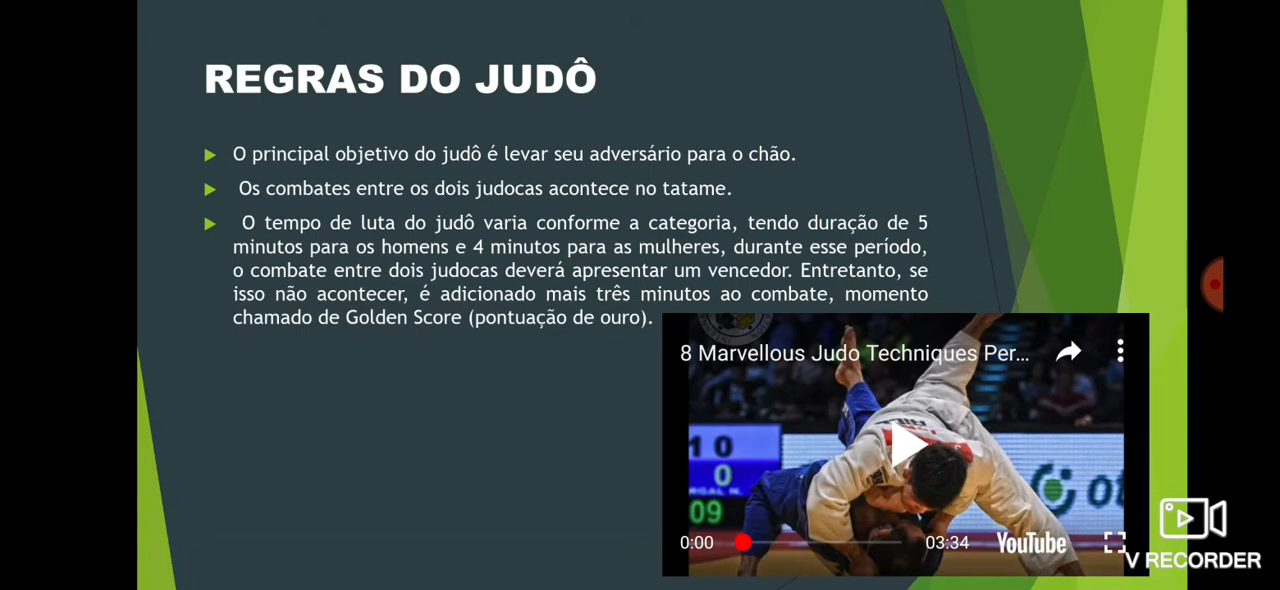 REGRAS DO JUDÔ
O principal objetivo do judô é levar seu adversário para o chão.
Os combates entre os dois judocas acontece no tatame.
O tempo de luta do judô varia conforme a categoria, tendo duração de 5
minutos para os homens e 4 minutos para as mulheres, durante esse período,
o combate entre dois judocas deverá apresentar um vencedor. Entretanto, se
isso não acontecer, é adicionado mais três minutos ao combate, momento
chamado de Golden Score (pontuação de ouro).
8 Marvellous Judo Techniques Per...
1 0
0
09
0:00
03:34
YouTube
V RECORDER